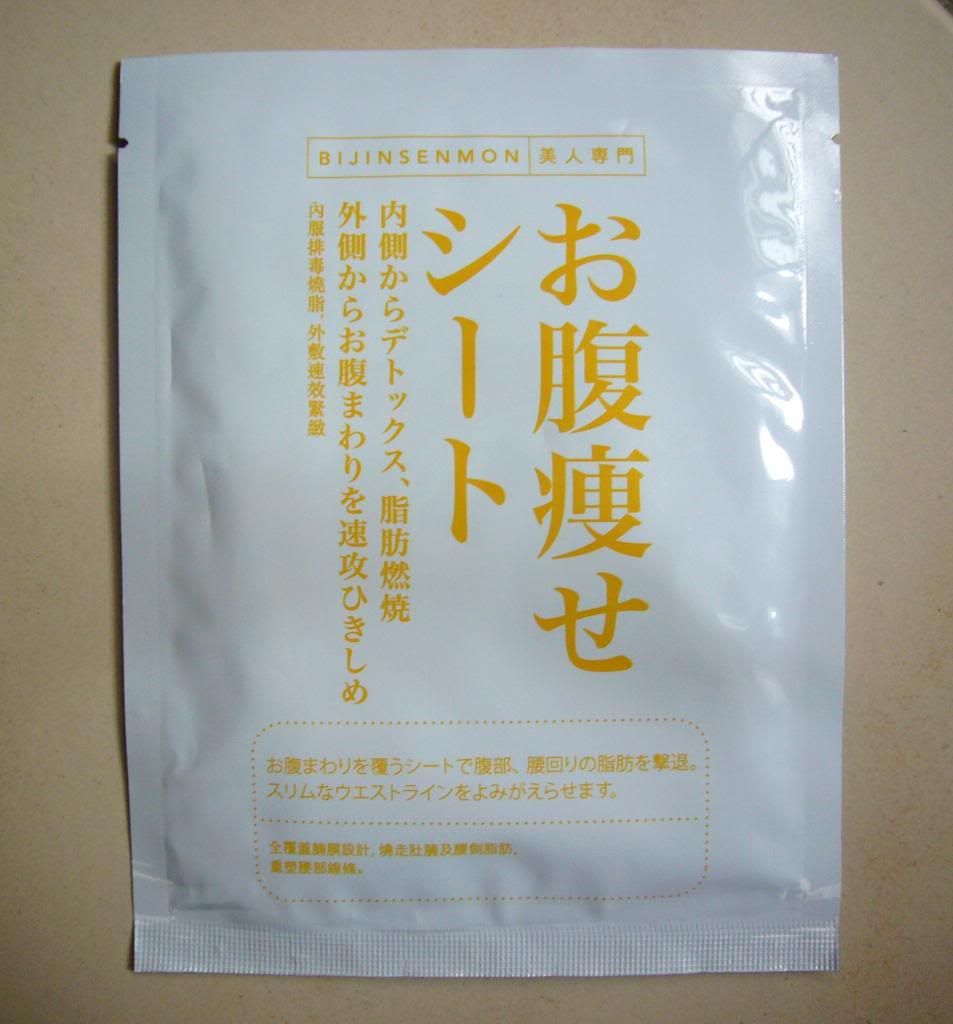 BIJINSENMON 美人専門
お腹痩せ
シート
内側からデトックス、脂肪燃焼
外側からお腹まわりを速攻ひきしめ
內服排毒燒脂，外敷速效緊緻
お腹まわりを覆うシートで腹部、腰回りの脂肪を撃退。
スリムなウエストラインをよみがえらせます。
全覆蓋腩膜設計，燒走肚腩及腰側脂肪，
重塑腰部線條。